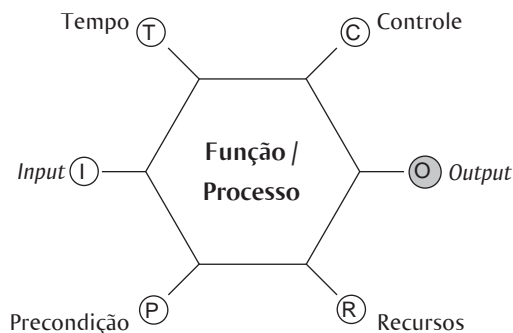 Tempo T C Controle
Função /
Processo
Input I O Output
Precondição P R Recursos